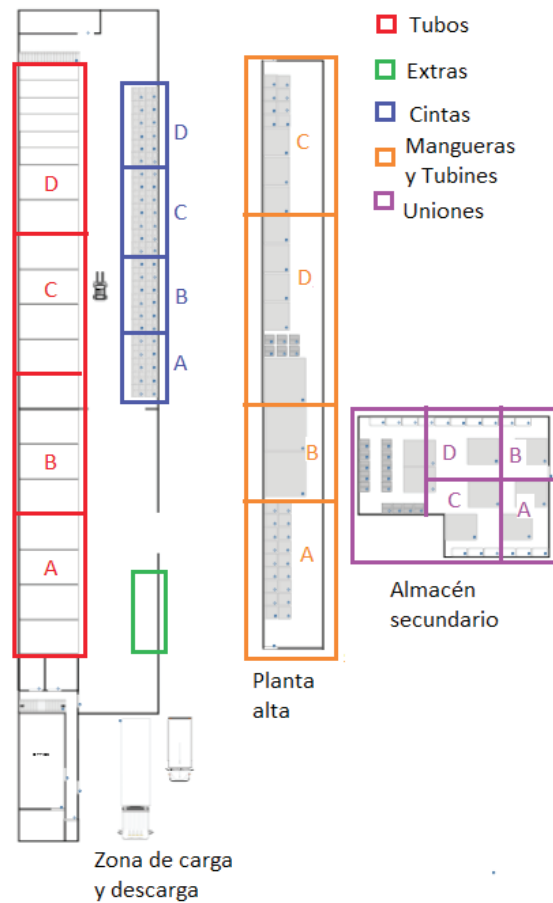 Tubos
Extras
Cintas
Mangueras
y Tubines
Uniones
D
C
B
A
D
C
B
A
C
D
B
A
D
B
C
A
Almacén
secundario
Planta
alta
Zona de carga
y descarga